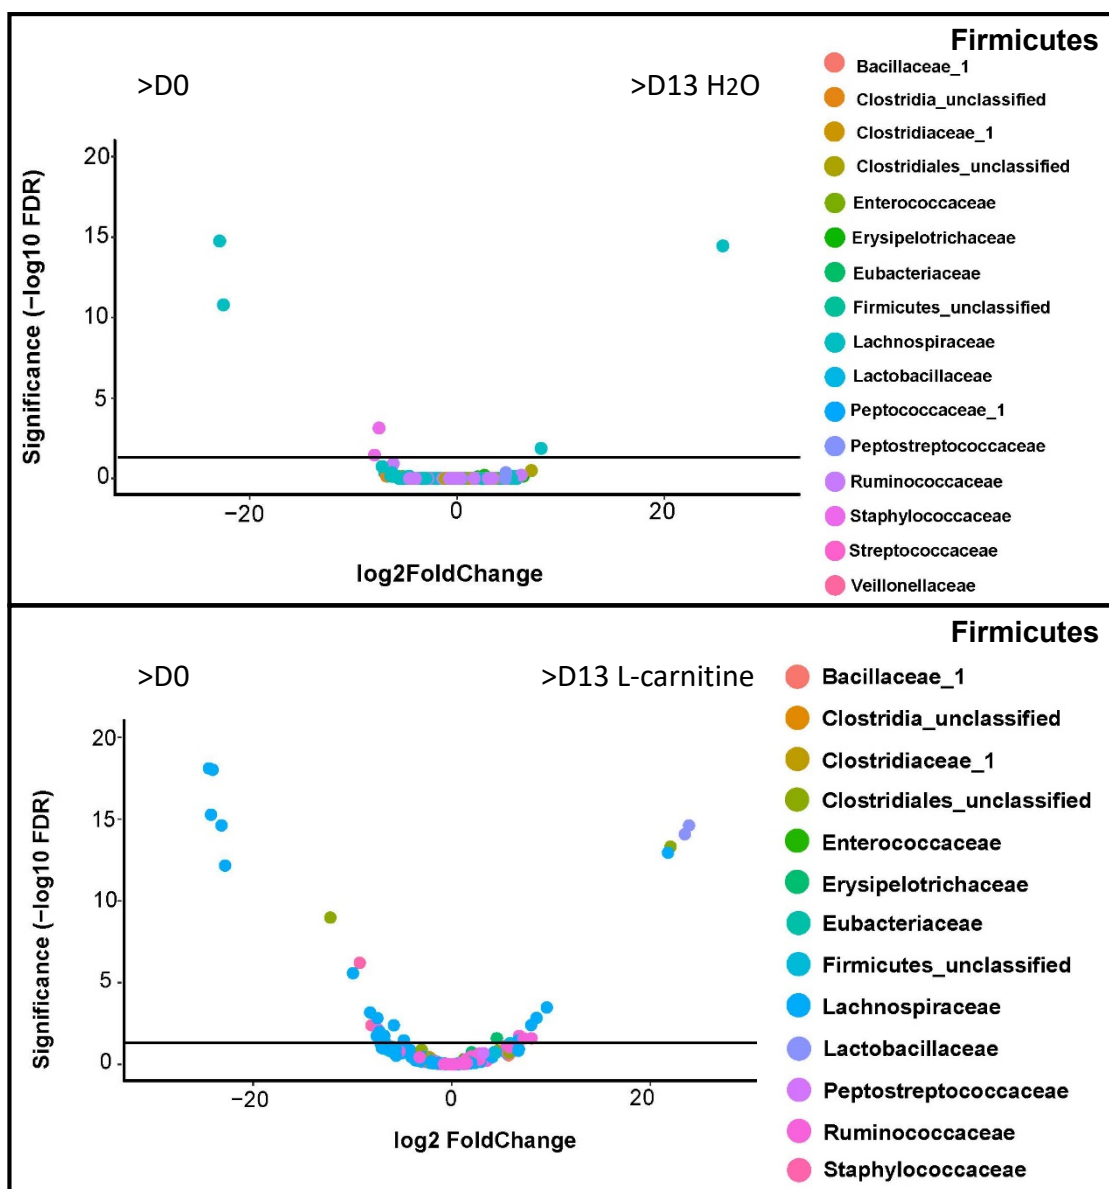 Firmicutes
>D0
>D13 H2O
Bacillaceae_1
Clostridia_unclassified
Clostridiaceae_1
Clostridiales_unclassified
Enterococcaceae
Erysipelotrichaceae
Eubacteriaceae
Firmicutes_unclassified
Lachnospiraceae
Lactobacillaceae
Peptococcaceae_1
Peptostreptococcaceae
Ruminococcaceae
Staphylococcaceae
Streptococcaceae
Veillonellaceae
Significance (−log10 FDR)
20
15
10
5
0
−20
0
20
log2FoldChange
Firmicutes
>D0
>D13 L-carnitine
Bacillaceae_1
Clostridia_unclassified
Clostridiaceae_1
Clostridiales_unclassified
Enterococcaceae
Erysipelotrichaceae
Eubacteriaceae
Firmicutes_unclassified
Lachnospiraceae
Lactobacillaceae
Peptostreptococcaceae
Ruminococcaceae
Staphylococcaceae
Significance (−log10 FDR)
20
15
10
5
0
−20
0
20
log2 FoldChange